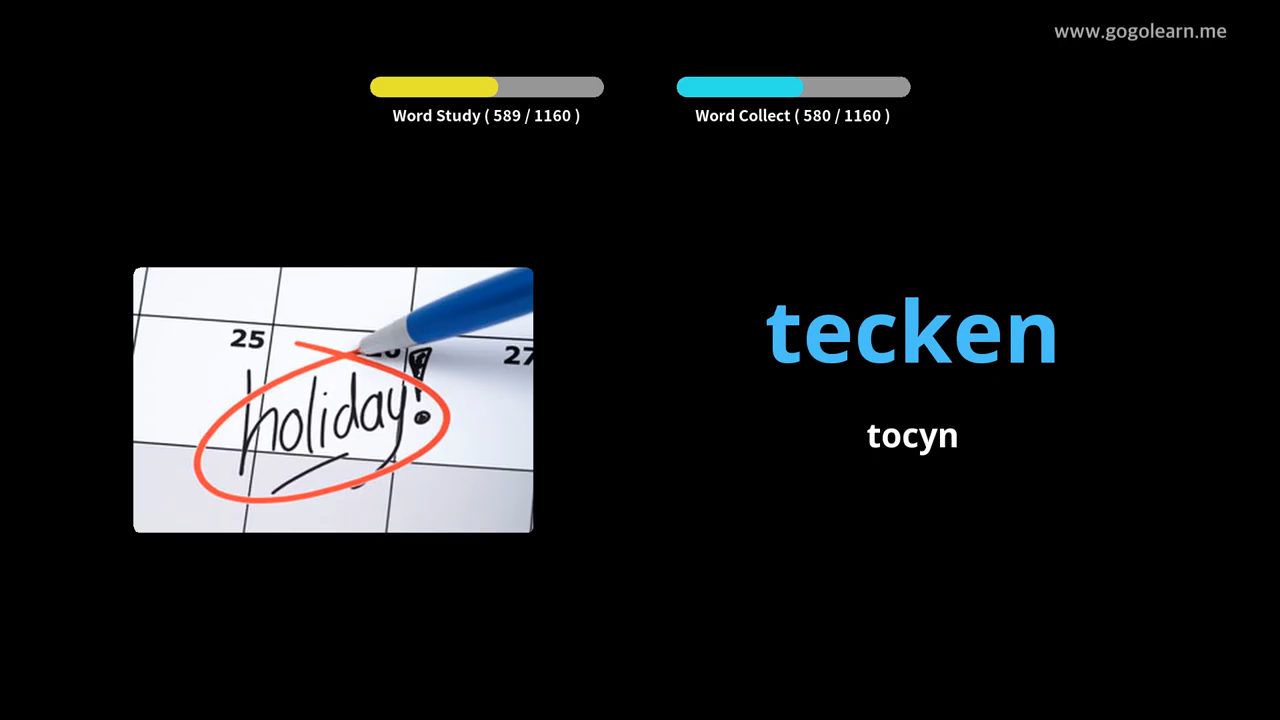 www.gogolearn.me
Word Study ( 589 / 1160 )
Word Collect ( 580 / 1160 )
25
27
holiday!
tecken
tocyn